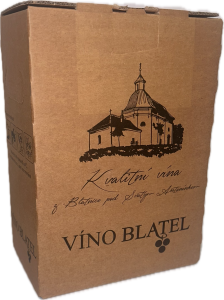 Kvalitní vína
z Blatnice pod Svatým Antonínkem
VÍNO BLATEL